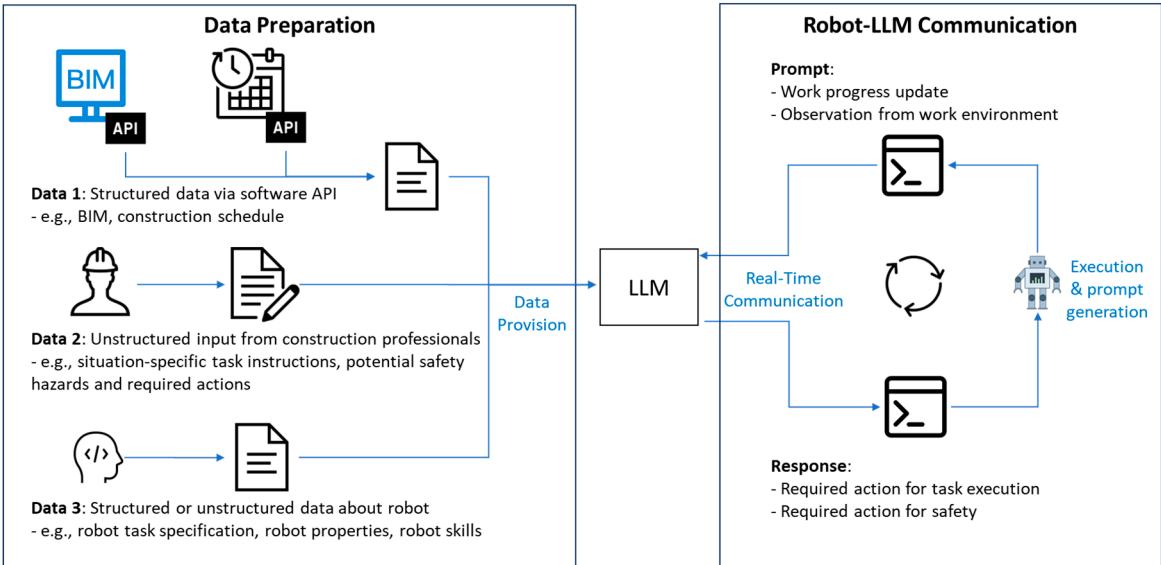 Data Preparation
BIM
API
API
Data 1: Structured data via software API
- e.g., BIM, construction schedule
Data 2: Unstructured input from construction professionals
- e.g., situation-specific task instructions, potential safety
hazards and required actions
</>
Data 3: Structured or unstructured data about robot
- e.g., robot task specification, robot properties, robot skills
Data
Provision
LLM
Robot-LLM Communication
Prompt:
- Work progress update
- Observation from work environment
>_
Real-Time
Communication
Execution
& prompt
generation
>_
Response:
- Required action for task execution
- Required action for safety